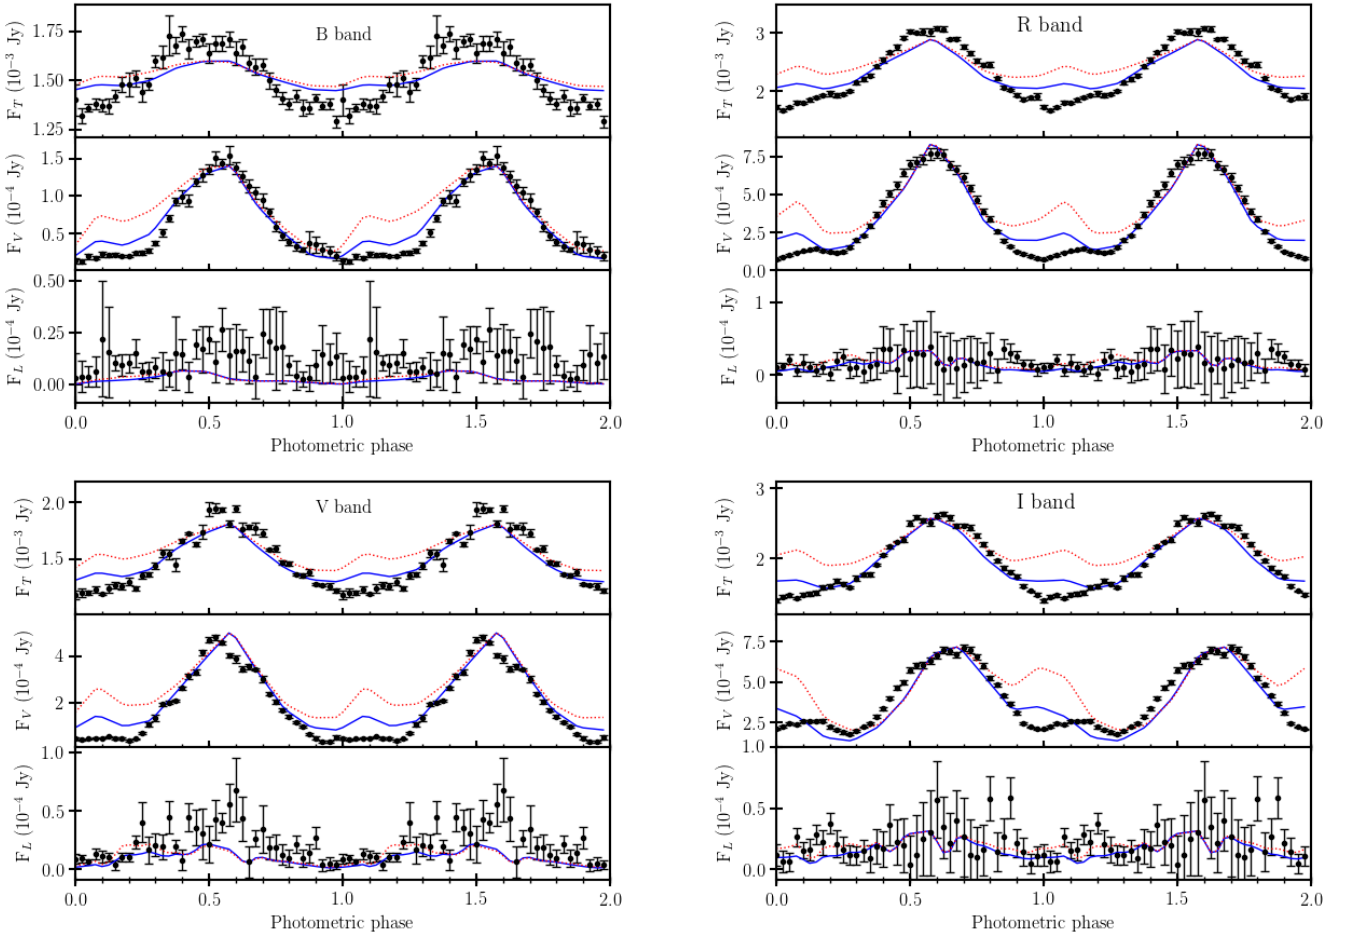 B band
F_T (10⁻³ Jy)
1.75
1.50
1.25
F_V (10⁻⁴ Jy)
1.5
1.0
0.5
F_L (10⁻⁴ Jy)
0.50
0.25
0.00
0.0 0.5 1.0 1.5 2.0
Photometric phase
R band
F_T (10⁻³ Jy)
3
2
F_V (10⁻⁴ Jy)
7.5
5.0
2.5
0.0
F_L (10⁻⁴ Jy)
1
0
0.0 0.5 1.0 1.5 2.0
Photometric phase
V band
F_T (10⁻³ Jy)
2.0
1.5
F_V (10⁻⁴ Jy)
4
2
F_L (10⁻⁴ Jy)
1.0
0.5
0.0
0.0 0.5 1.0 1.5 2.0
Photometric phase
I band
F_T (10⁻³ Jy)
3
2
F_V (10⁻⁴ Jy)
7.5
5.0
2.5
F_L (10⁻⁴ Jy)
1.0
0.5
0.0
0.0 0.5 1.0 1.5 2.0
Photometric phase